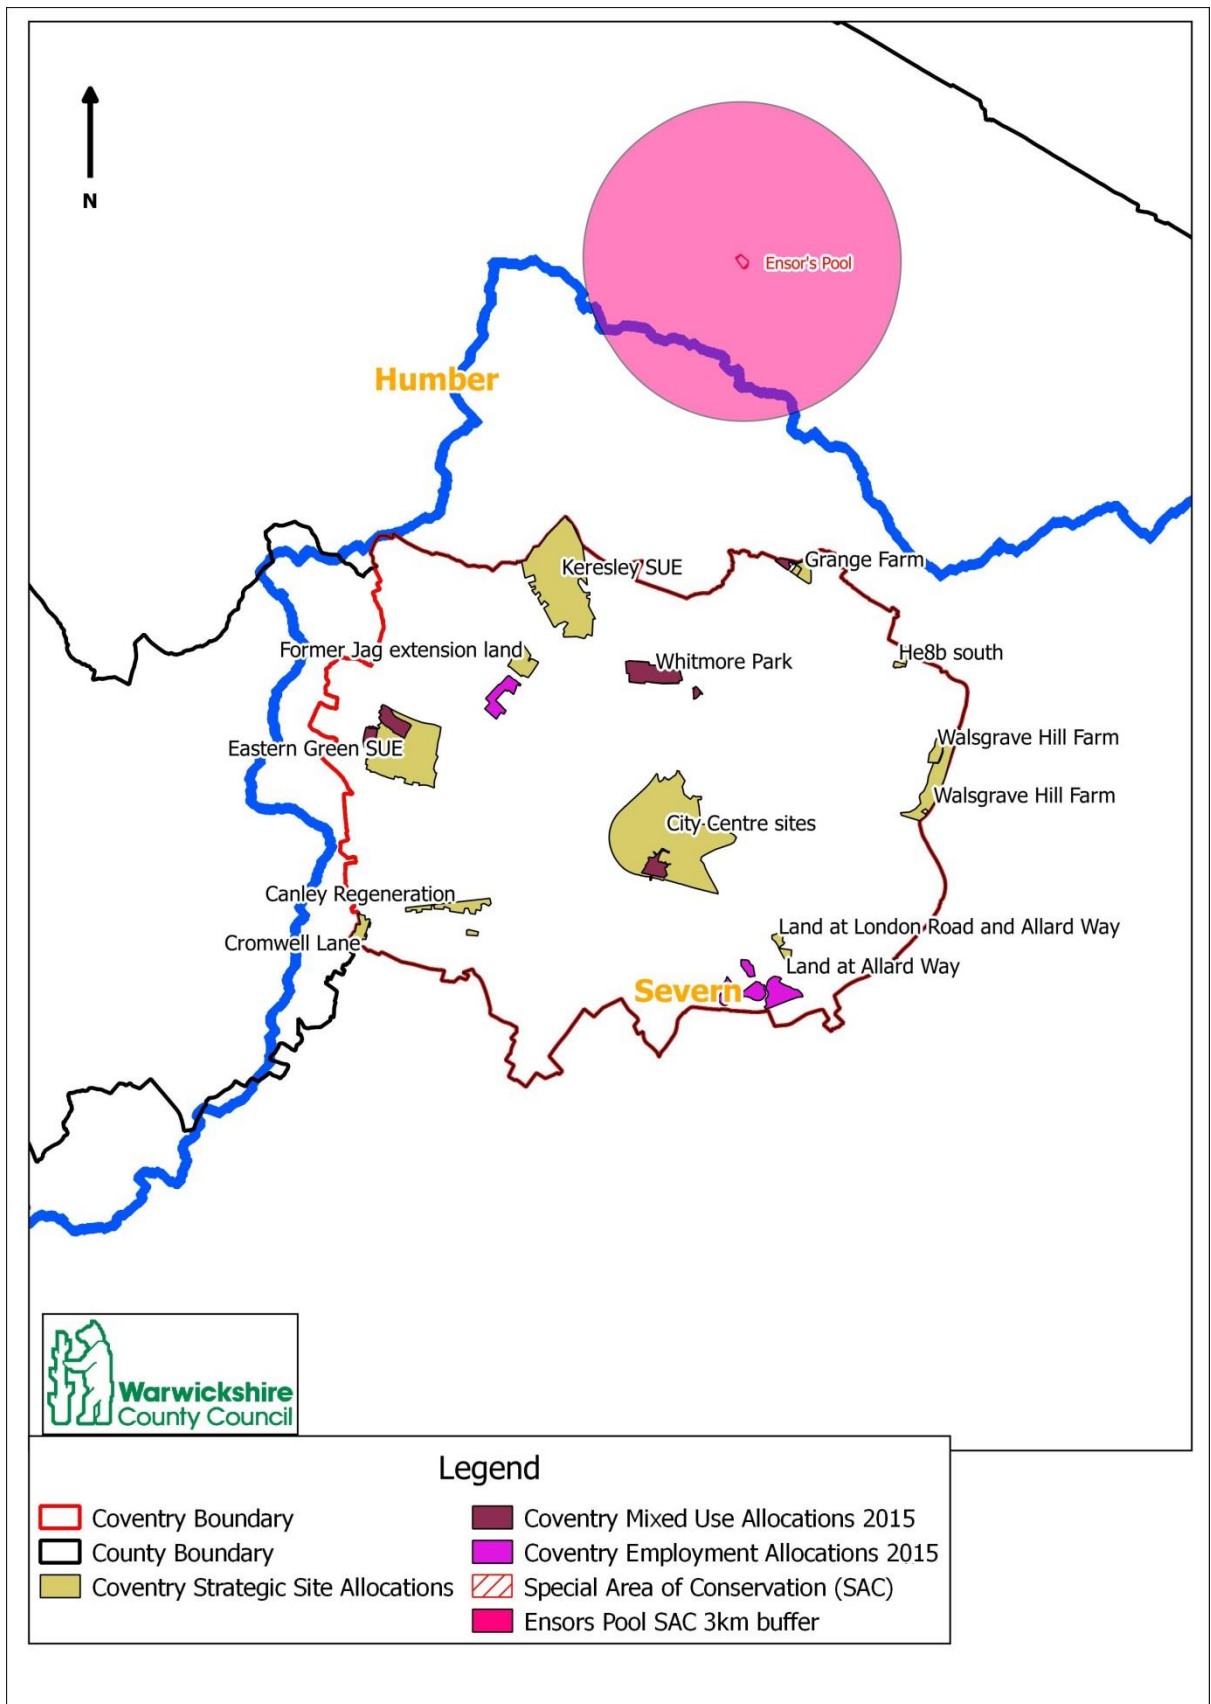 N
Ensor's Pool
Humber
Keresley SUE
Grange Farm
Former Jag extension land
Whitmore Park
He8b south
Eastern Green SUE
Walsgrave Hill Farm
Walsgrave Hill Farm
City Centre sites
Canley Regeneration
Cromwell Lane
Land at London Road and Allard Way
Land at Allard Way
Severn
Warwickshire
County Council
Legend
Coventry Boundary
County Boundary
Coventry Strategic Site Allocations
Coventry Mixed Use Allocations 2015
Coventry Employment Allocations 2015
Special Area of Conservation (SAC)
Ensors Pool SAC 3km buffer